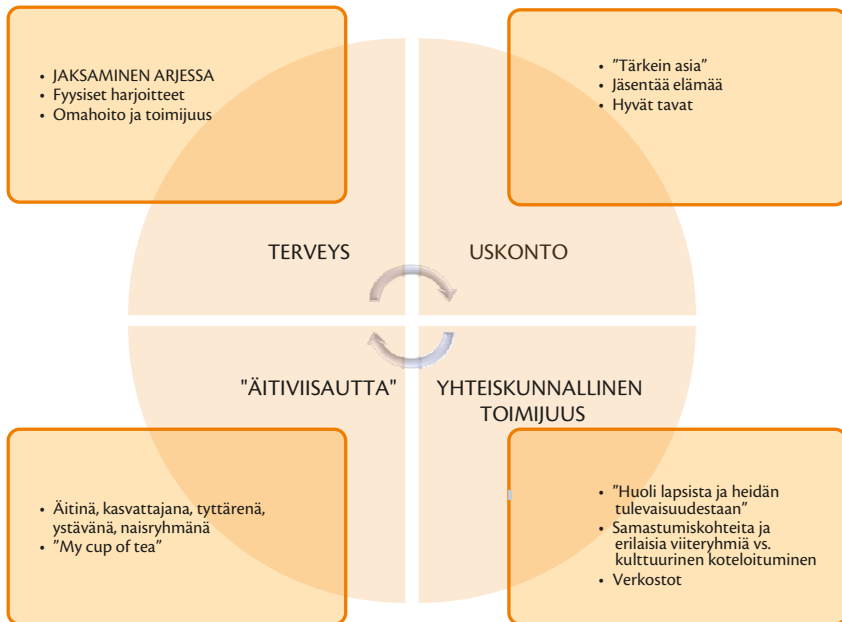 • JAKSAMINEN ARJESSA
• Fyysiset harjoitteet
• Omahoito ja toimijuus
• ”Tärkein asia”
• Jäsentää elämää
• Hyvät tavat
TERVEYS
USKONTO
"ÄITIVIISAUTTA"
YHTEISKUNNALLINEN
TOIMIJUUS
• Äitinä, kasvattajana, tyttärenä,
ystävänä, naisryhmänä
• ”My cup of tea”
• ”Huoli lapsista ja heidän
tulevaisuudestaan”
• Samastumiskohteita ja
erilaisia viiteryhmiä vs.
kulttuurinen koteloituminen
• Verkostot